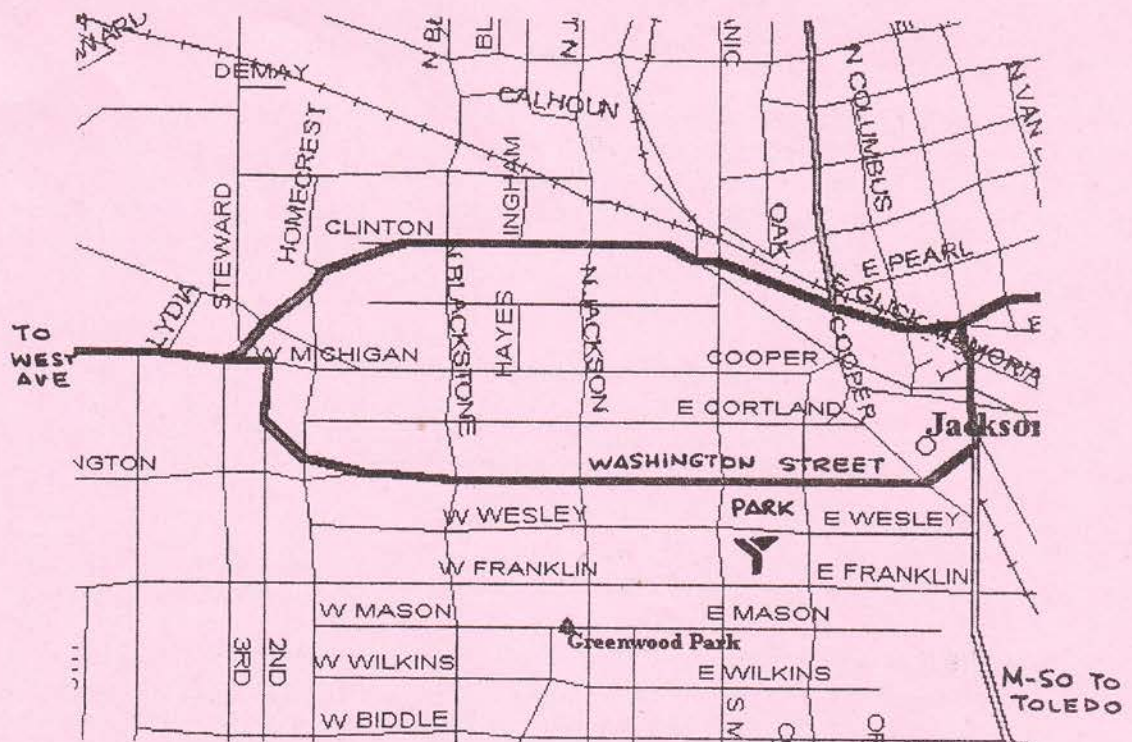 DEMAY
CALHOUN
N COLUMBUS
STEWARD
HOMECREST
INGHAM
CLINTON
OAK
E PEARL
LYDIA
N BLACKSTONE
HAYES
N JACKSON
TO
WEST
AVE
W MICHIGAN
COOPER
COOPER
E CORTLAND
Jackson
NGTON
WASHINGTON STREET
PARK
W WESLEY
E WESLEY
W FRANKLIN
E FRANKLIN
W MASON
E MASON
Greenwood Park
3RD
2ND
W WILKINS
E WILKINS
M-50 TO
TOLEDO
W BIDDLE
S M